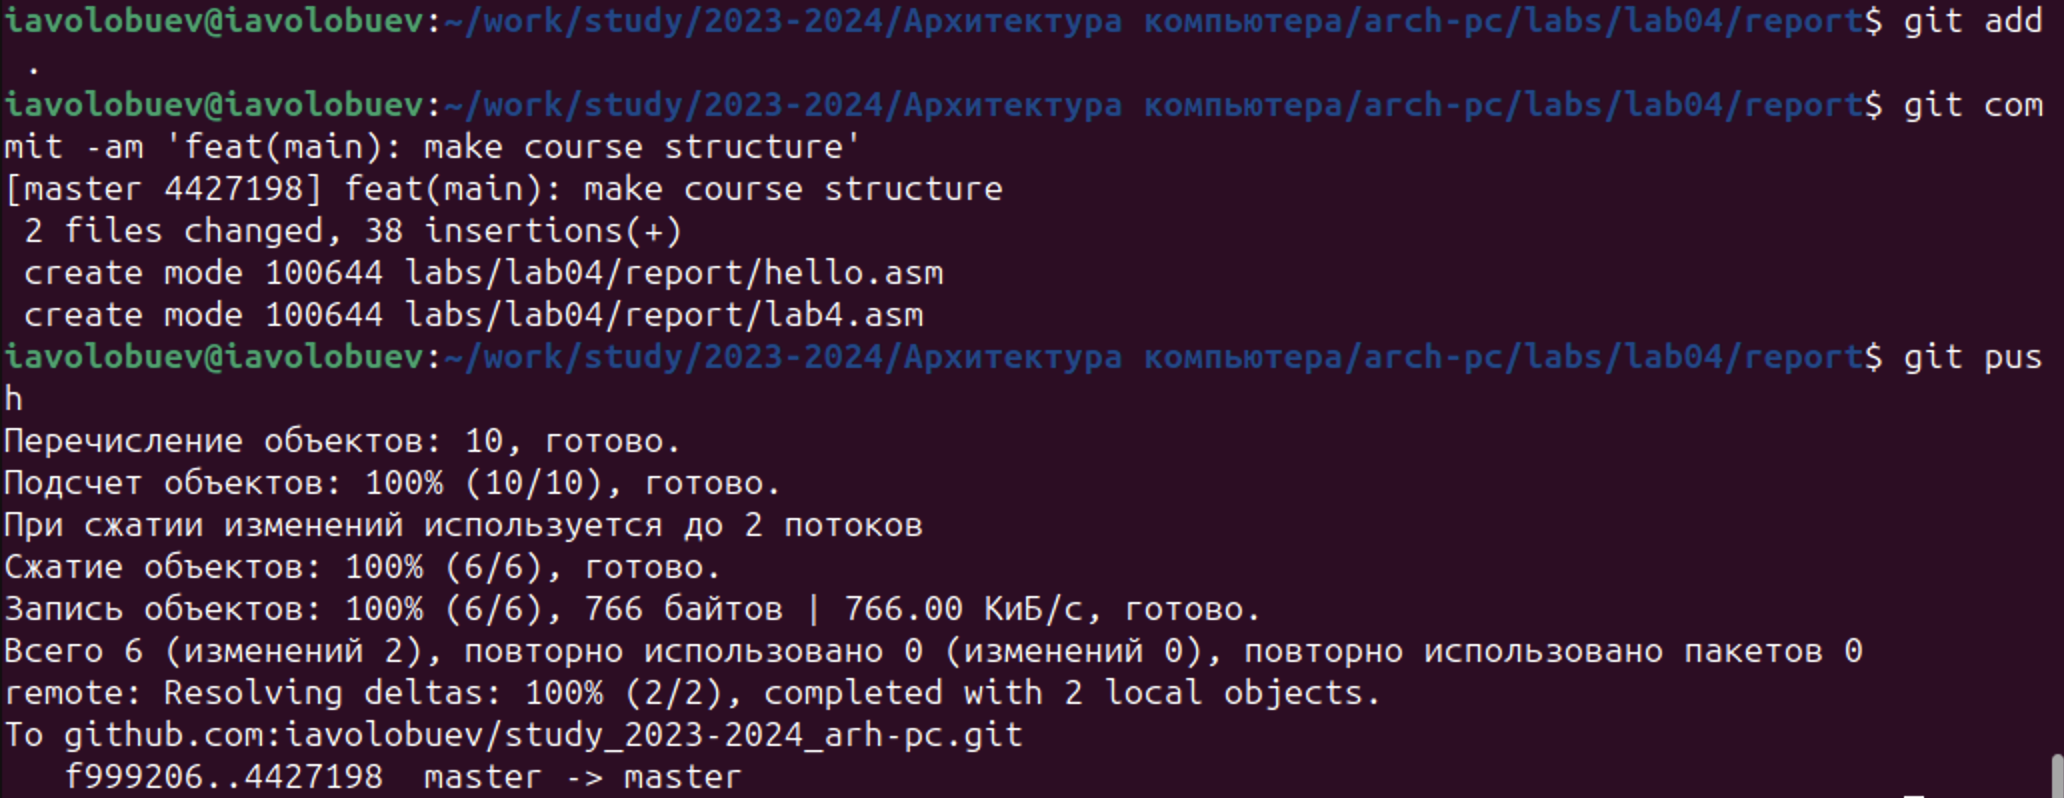 iavolobuev@iavolobuev:~/work/study/2023-2024/Архитектура компьютера/arch-pc/labs/lab04/report$ git add
 .
iavolobuev@iavolobuev:~/work/study/2023-2024/Архитектура компьютера/arch-pc/labs/lab04/report$ git com
mit -am 'feat(main): make course structure'
[master 4427198] feat(main): make course structure
 2 files changed, 38 insertions(+)
 create mode 100644 labs/lab04/report/hello.asm
 create mode 100644 labs/lab04/report/lab4.asm
iavolobuev@iavolobuev:~/work/study/2023-2024/Архитектура компьютера/arch-pc/labs/lab04/report$ git pus
h
Перечисление объектов: 10, готово.
Подсчет объектов: 100% (10/10), готово.
При сжатии изменений используется до 2 потоков
Сжатие объектов: 100% (6/6), готово.
Запись объектов: 100% (6/6), 766 байтов | 766.00 КиБ/с, готово.
Всего 6 (изменений 2), повторно использовано 0 (изменений 0), повторно использовано пакетов 0
remote: Resolving deltas: 100% (2/2), completed with 2 local objects.
To github.com:iavolobuev/study_2023-2024_arh-pc.git
   f999206..4427198  master -> master